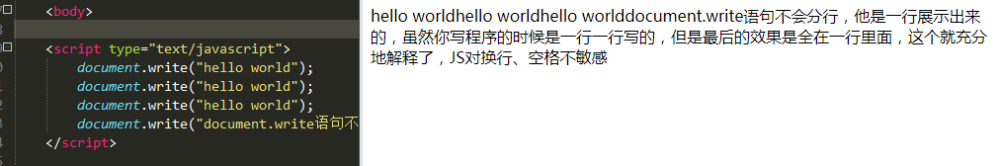 <body>
<script type="text/javascript">
document.write("hello world");
document.write("hello world");
document.write("hello world");
document.write("document.write语句不
</script>
hello worldhello worldhello worlddocument.write语句不会分行，他是一行展示出来
的，虽然你写程序的时候是一行一行写的，但是最后的效果是全在一行里面，这个就充分
地解释了，JS对换行、空格不敏感